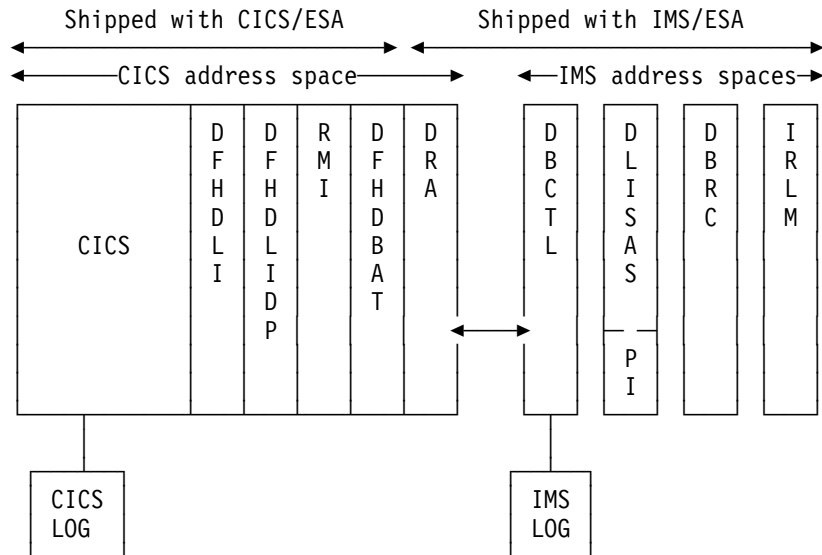 Shipped with CICS/ESA
Shipped with IMS/ESA
CICS address space
IMS address spaces
CICS
DFHDLI
DFHDLIDP
RMI
DFHDBAT
DRA
DBCTL
DLISAS
PI
DBRC
IRLM
CICS
LOG
IMS
LOG